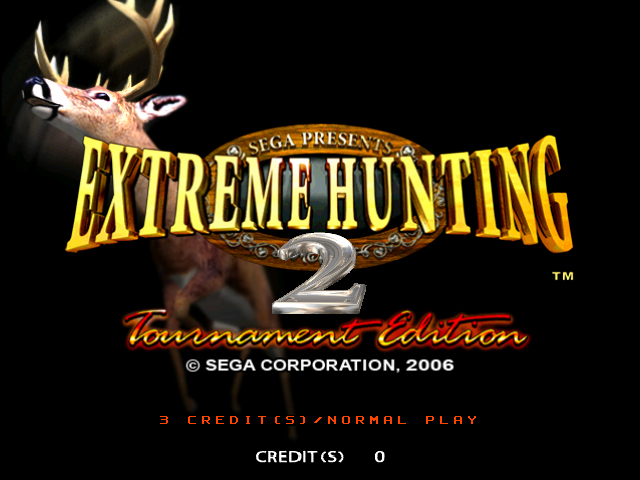 SEGA PRESENTS
EXTREME HUNTING
2
TM
Tournament Edition
© SEGA CORPORATION, 2006
3 CREDIT(S)/NORMAL PLAY
CREDIT(S) 0